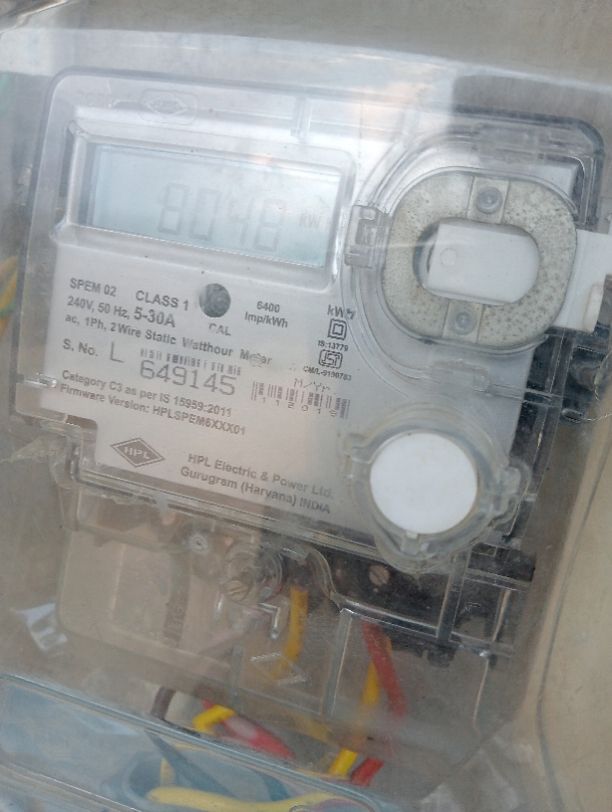 8048 kW
SPEM 02 CLASS 1 6400 kWh
240V, 50 Hz, 5-30A CAL Imp/kWh
ac, 1Ph, 2 Wire Static Watthour Meter IS:13779
S. No. L 649145 M/Yr
Category C3 as per IS 15959:2011
Firmware Version: HPLSPEM6XXX01
HPL
HPL Electric & Power Ltd.
Gurugram (Haryana) INDIA